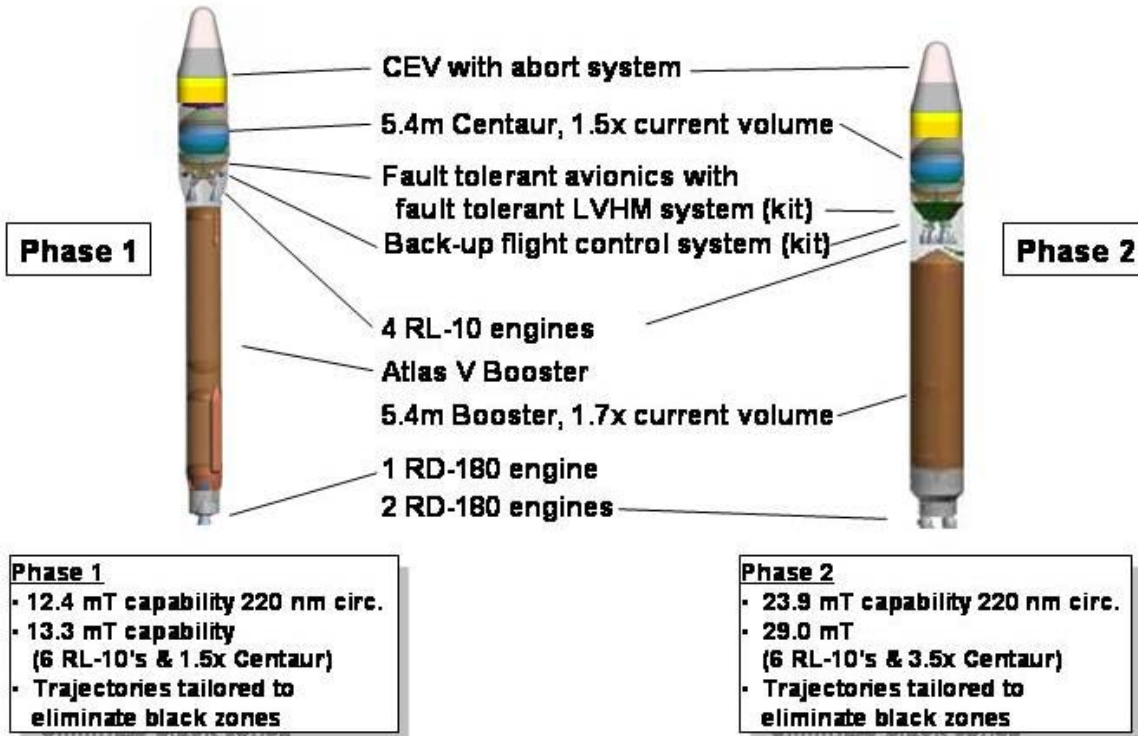 CEV with abort system
5.4m Centaur, 1.5x current volume
Fault tolerant avionics with
fault tolerant LVHM system (kit)
Back-up flight control system (kit)
Phase 1
Phase 2
4 RL-10 engines
Atlas V Booster
5.4m Booster, 1.7x current volume
1 RD-180 engine
2 RD-180 engines
Phase 1
· 12.4 mT capability 220 nm circ.
· 13.3 mT capability
(6 RL-10's & 1.5x Centaur)
· Trajectories tailored to
eliminate black zones
Phase 2
· 23.9 mT capability 220 nm circ.
· 29.0 mT
(6 RL-10's & 3.5x Centaur)
· Trajectories tailored to
eliminate black zones